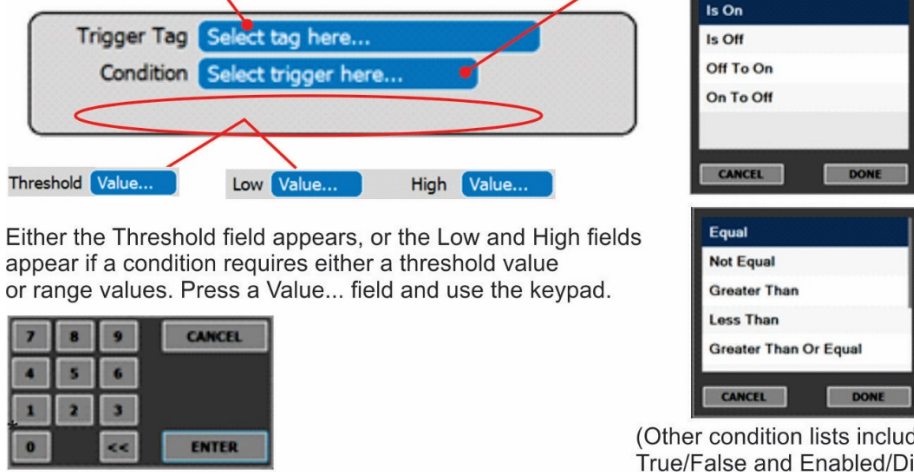 Trigger Tag Select tag here...
Condition Select trigger here...
Threshold Value... Low Value... High Value...
Either the Threshold field appears, or the Low and High fields
appear if a condition requires either a threshold value
or range values. Press a Value... field and use the keypad.
7 8 9 CANCEL
4 5 6
1 2 3
0 << ENTER
Is On
Is Off
Off To On
On To Off
CANCEL DONE
Equal
Not Equal
Greater Than
Less Than
Greater Than Or Equal
CANCEL DONE
(Other condition lists includ
True/False and Enabled/Di